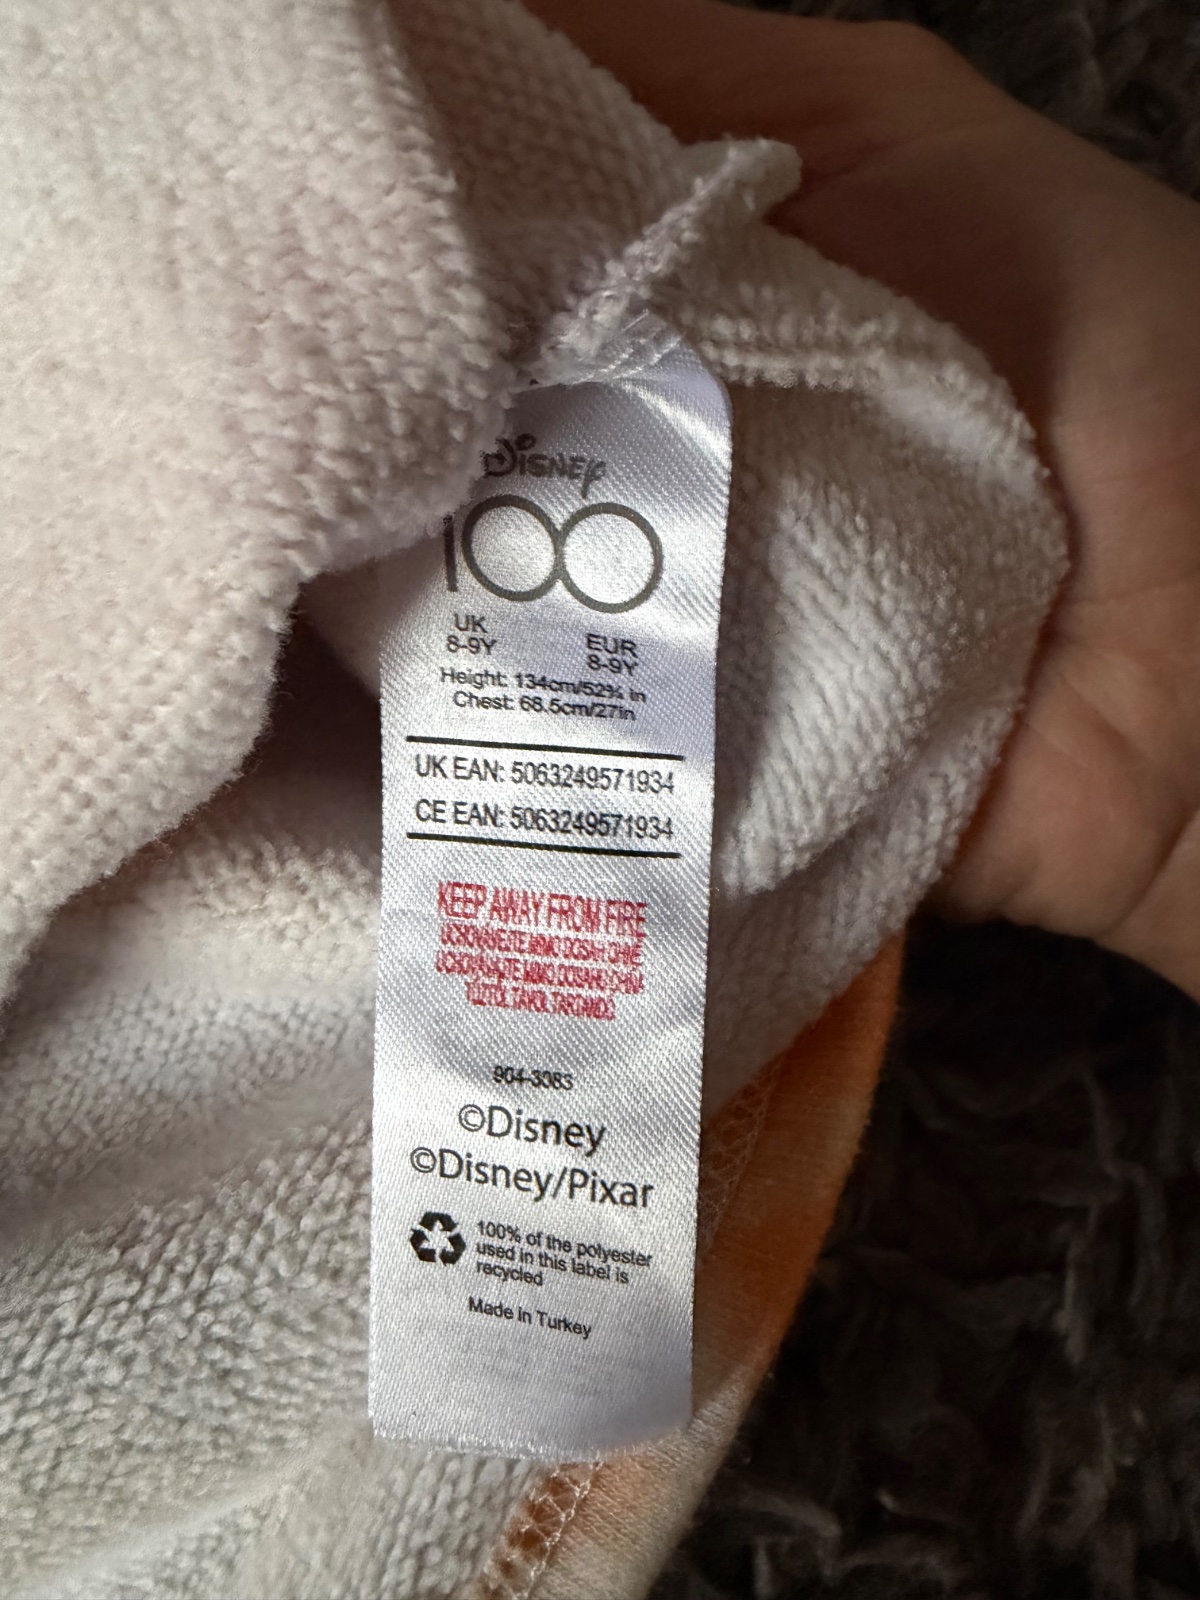 Disney
100
UK
8-9Y
EUR
8-9Y
Height: 134cm/52¾ in
Chest: 68.5cm/27in
UK EAN: 5063249571934
CE EAN: 5063249571934
KEEP AWAY FROM FIRE
904-3083
©Disney
©Disney/Pixar
100% of the polyester
used in this label is
recycled
Made in Turkey